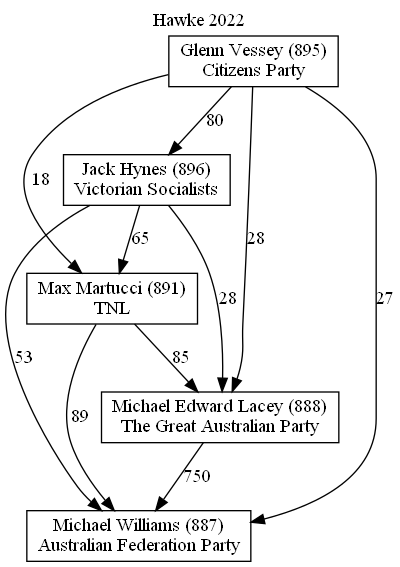 Hawke 2022
Glenn Vessey (895)
Citizens Party
80
Jack Hynes (896)
Victorian Socialists
18
65
28
28
27
Max Martucci (891)
TNL
53
85
89
Michael Edward Lacey (888)
The Great Australian Party
750
Michael Williams (887)
Australian Federation Party